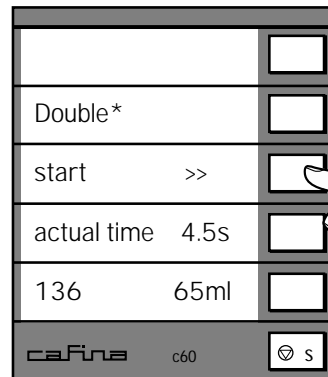 Double*
start >>
actual time 4.5s
136 65ml
cafina c60 s